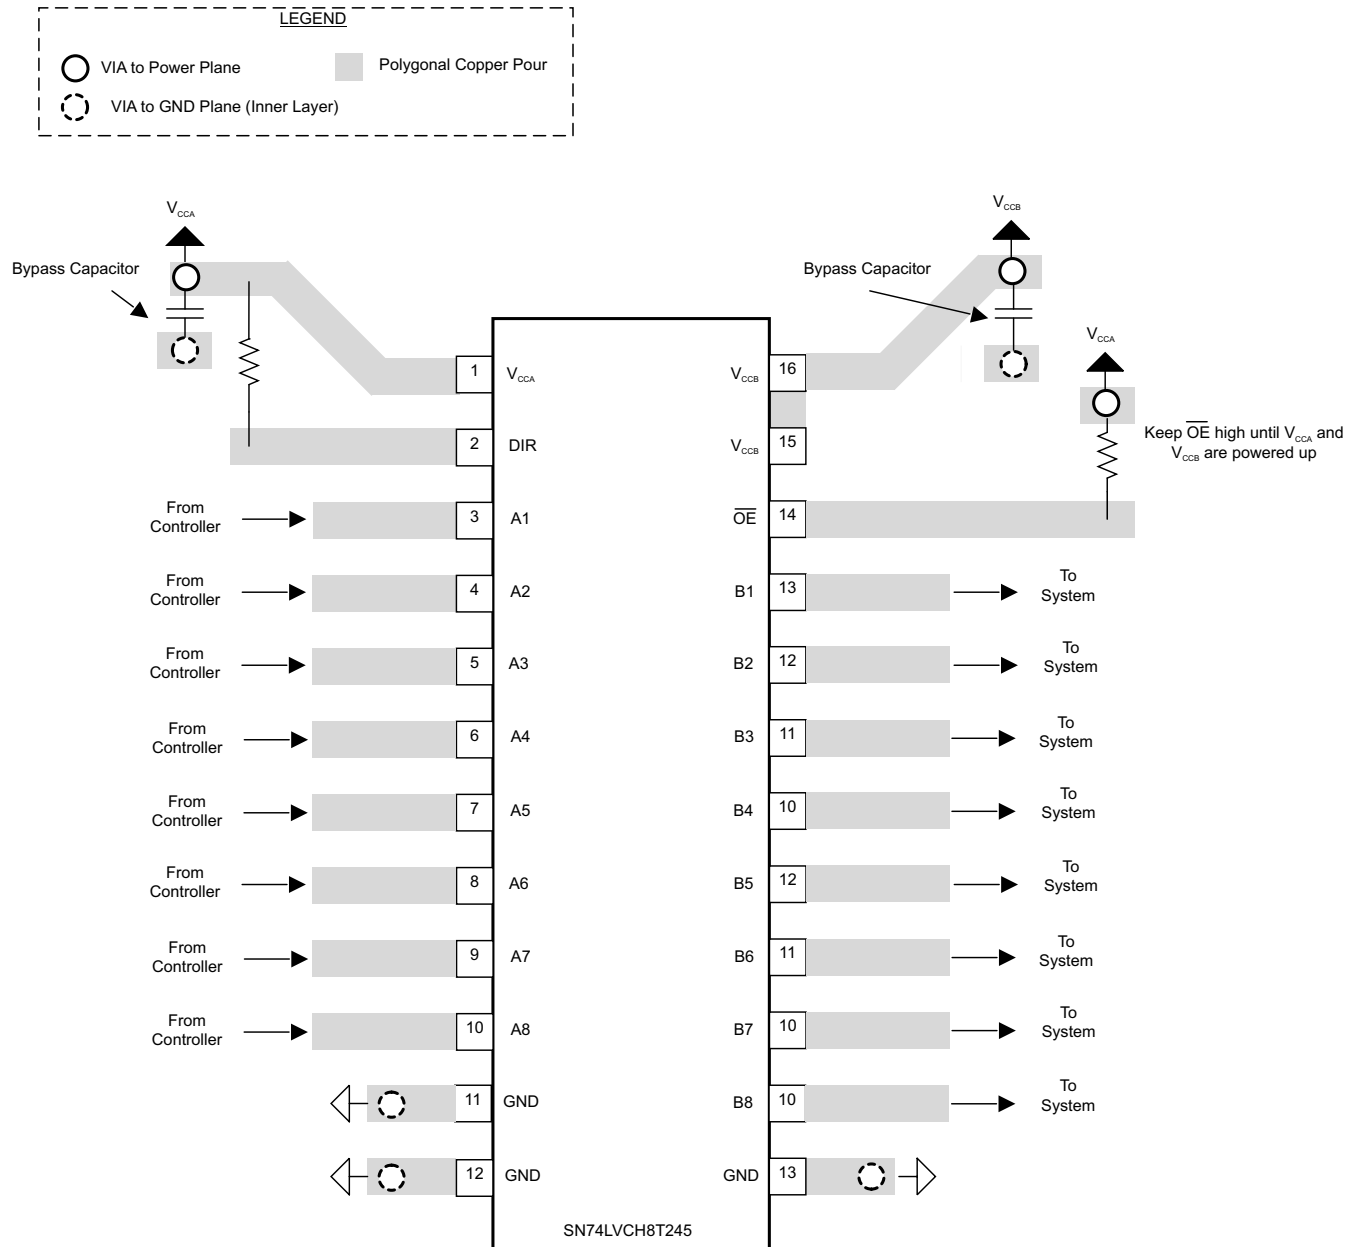 LEGEND
VIA to Power Plane
Polygonal Copper Pour
VIA to GND Plane (Inner Layer)
VCCA
VCCB
Bypass Capacitor
Bypass Capacitor
VCCA
Keep OE high until VCCA and
VCCB are powered up
1 VCCA
VCCB 16
2 DIR
VCCB 15
From
Controller
3 A1
OE 14
From
Controller
4 A2
B1 13
To
System
From
Controller
5 A3
B2 12
To
System
From
Controller
6 A4
B3 11
To
System
From
Controller
7 A5
B4 10
To
System
From
Controller
8 A6
B5 12
To
System
From
Controller
9 A7
B6 11
To
System
From
Controller
10 A8
B7 10
To
System
11 GND
B8 10
To
System
12 GND
GND 13
SN74LVCH8T245